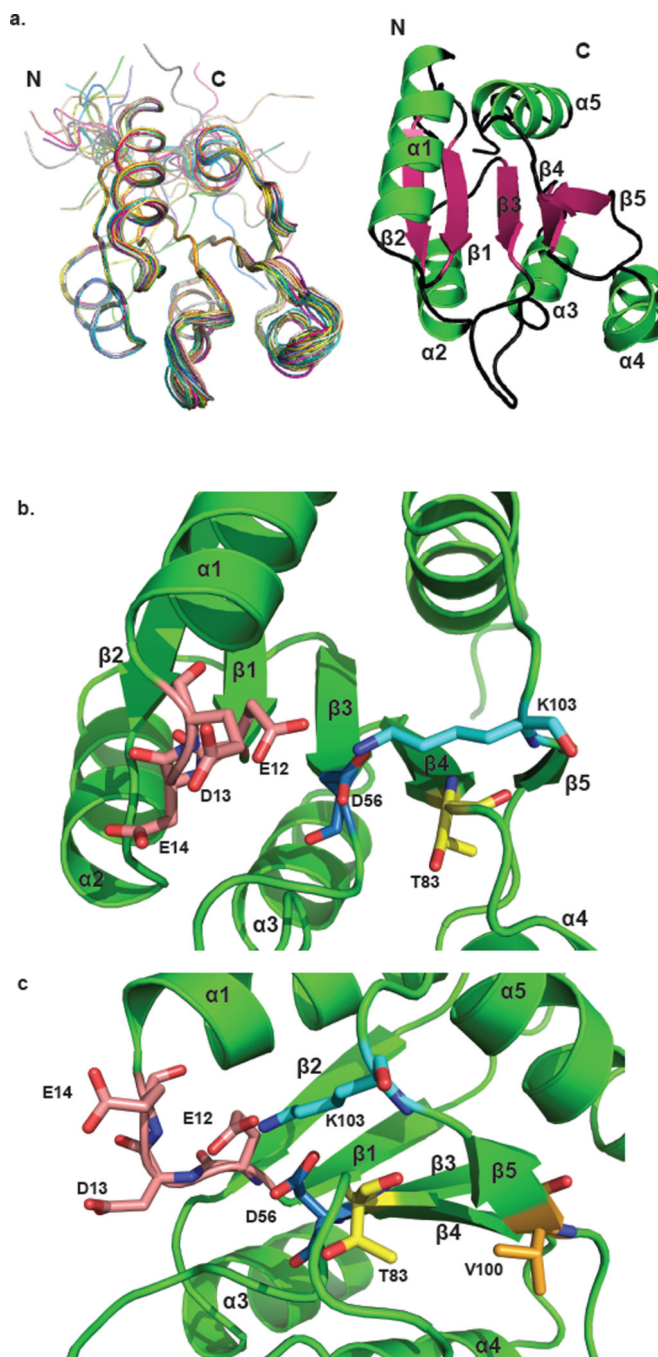 a.
N C
N C
α1 α5
β4
β3 β5
β2 β1
α3
α2 α4
b.
α1
β2 β1
β3
K103
E12
D13 D56 β4 β5
E14
α2 T83
α3 α4
c
α1 α5
E14
β2
E12
K103
D13 β1 β3 β5
D56
β4
T83 V100
α3
α4